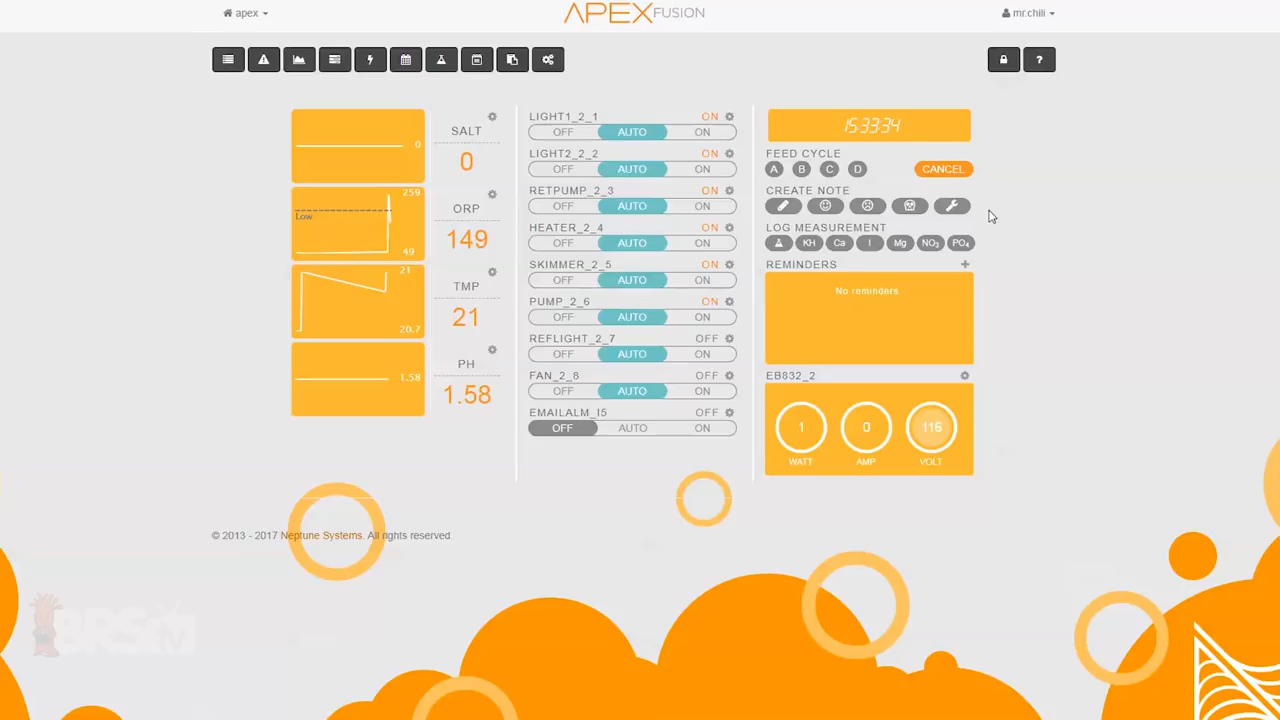 apex
APEX FUSION
mr.chili
0
SALT
0
259
Low
49
ORP
149
21
20.7
TMP
21
1.58
PH
1.58
LIGHT1_2_1 ON
OFF AUTO ON
LIGHT2_2_2 ON
OFF AUTO ON
RETPUMP_2_3 ON
OFF AUTO ON
HEATER_2_4 ON
OFF AUTO ON
SKIMMER_2_5 ON
OFF AUTO ON
PUMP_2_6 ON
OFF AUTO ON
REFLIGHT_2_7 OFF
OFF AUTO ON
FAN_2_8 OFF
OFF AUTO ON
EMAILALM_I5 OFF
OFF AUTO ON
15:33:34
FEED CYCLE
A B C D CANCEL
CREATE NOTE
LOG MEASUREMENT
KH Ca I Mg NO3 PO4
REMINDERS +
No reminders
EB832_2
1 0 116
WATT AMP VOLT
© 2013 - 2017 Neptune Systems. All rights reserved
BRStv